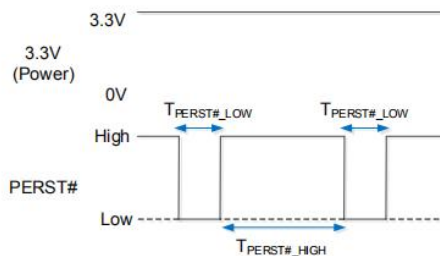 3.3V
3.3V
(Power)
0V
TPERST#_LOW
TPERST#_LOW
High
PERST#
Low
TPERST#_HIGH